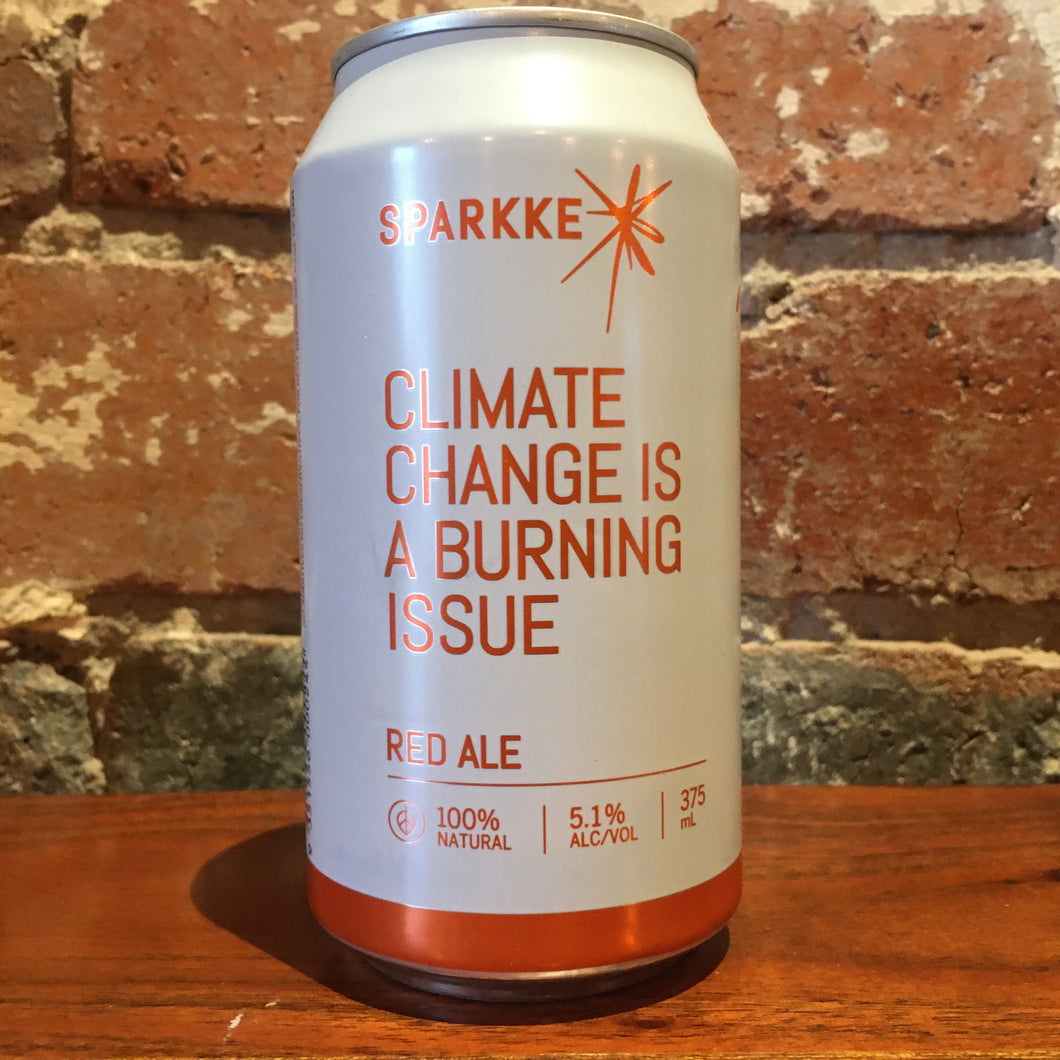 SPARKKE
CLIMATE
CHANGE IS
A BURNING
ISSUE
RED ALE
100%
NATURAL
5.1%
ALC/VOL
375
mL